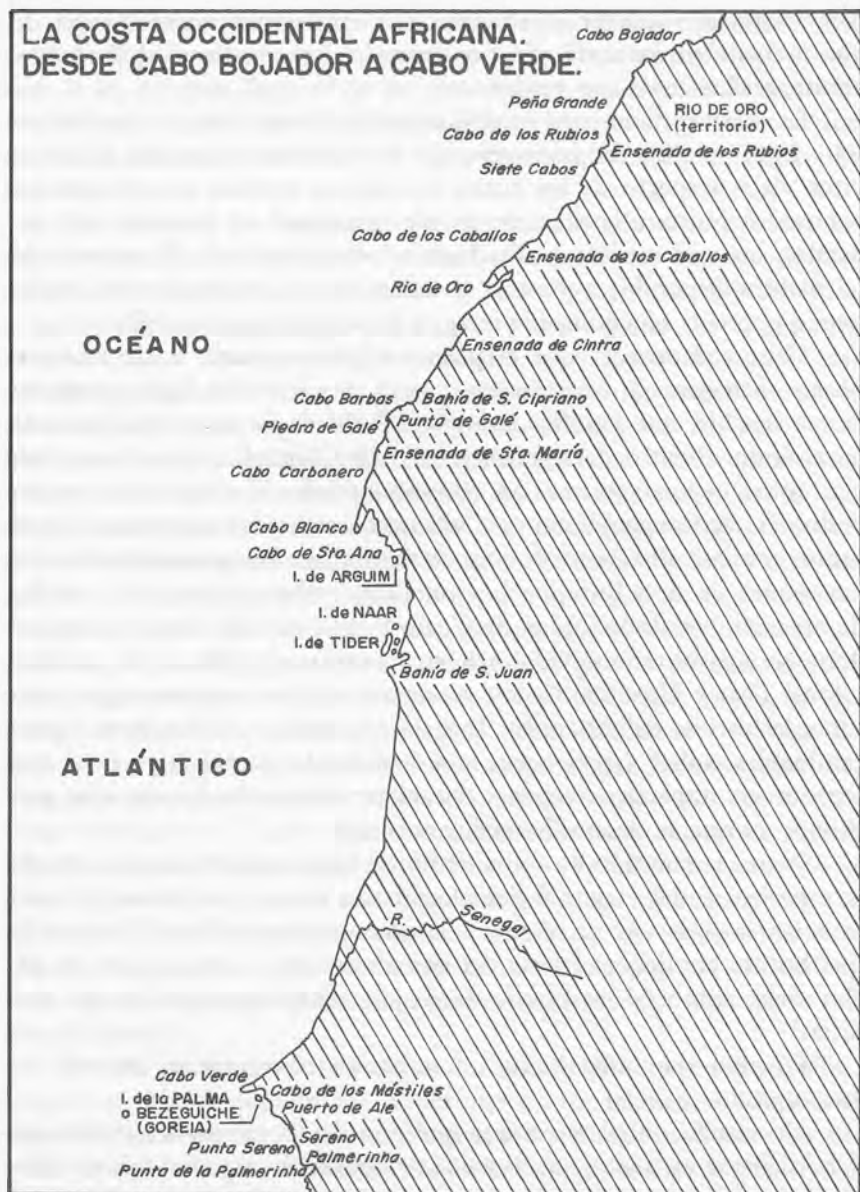 LA COSTA OCCIDENTAL AFRICANA.
DESDE CABO BOJADOR A CABO VERDE.
Cabo Bojador
Peña Grande
RIO DE ORO
(territorio)
Cabo de los Rubios
Ensenada de los Rubios
Siete Cabos
Cabo de los Caballos
Ensenada de los Caballos
Rio de Oro
OCÉANO
Ensenada de Cintra
Cabo Barbas
Bahía de S. Cipriano
Piedra de Galé
Punta de Galé
Ensenada de Sta. María
Cabo Carbonero
Cabo Blanco
Cabo de Sta. Ana
I. de ARGUIM
I. de NAAR
I. de TIDER
Bahía de S. Juan
ATLÁNTICO
R. Senegal
Cabo Verde
Cabo de los Mástiles
I. de la PALMA
o BEZEGUICHE
(GOREIA)
Puerto de Ale
Sereno
Punta Sereno
Palmerinha
Punta de la Palmerinha